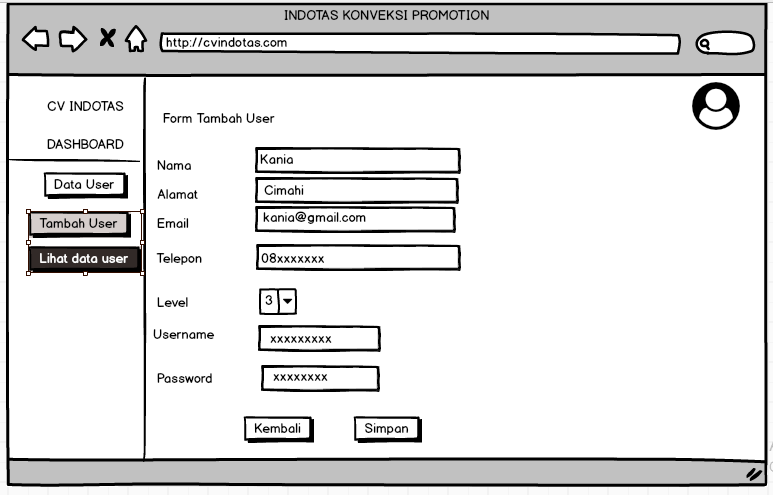 INDOTAS KONVEKSI PROMOTION
http://cvindotas.com
CV INDOTAS
DASHBOARD
Data User
Tambah User
Lihat data user
Form Tambah User
Nama
Kania
Alamat
Cimahi
Email
kania@gmail.com
Telepon
08xxxxxxx
Level
3
Username
xxxxxxxxx
Password
xxxxxxxx
Kembali
Simpan